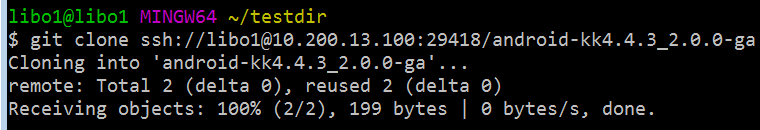 libo1@libo1 MINGW64 ~/testdir
$ git clone ssh://libo1@10.200.13.100:29418/android-kk4.4.3_2.0.0-ga
Cloning into 'android-kk4.4.3_2.0.0-ga'...
remote: Total 2 (delta 0), reused 2 (delta 0)
Receiving objects: 100% (2/2), 199 bytes | 0 bytes/s, done.